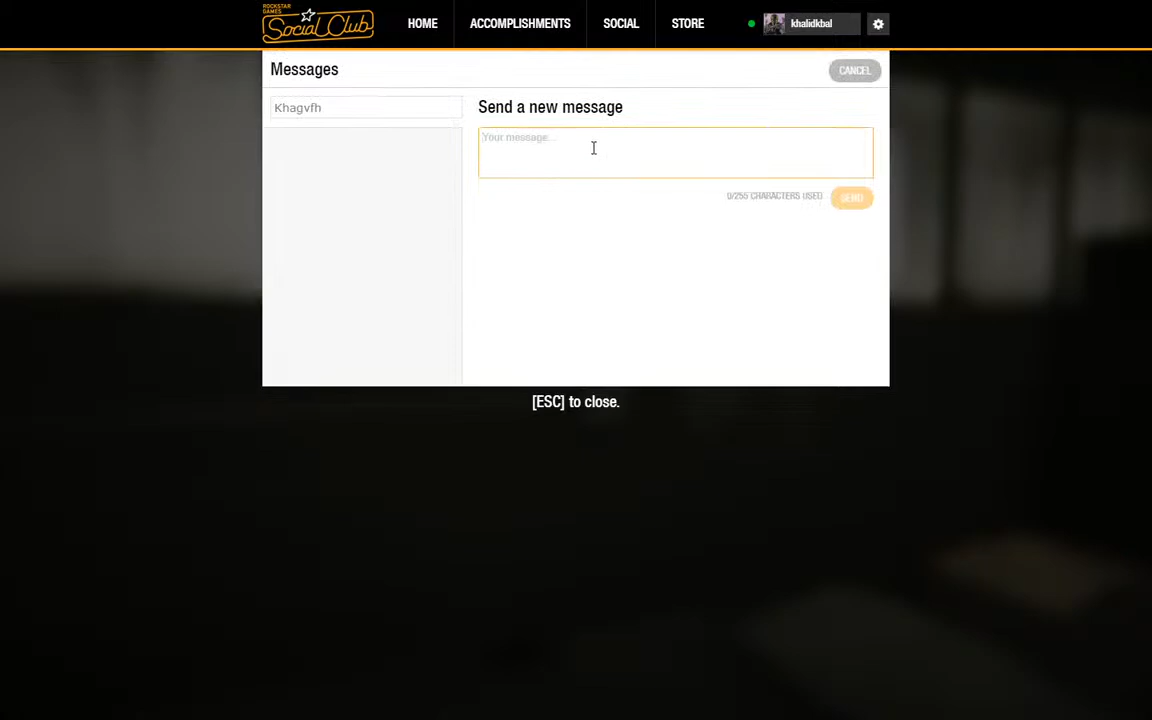 ROCKSTAR
GAMES
Social Club
HOME
ACCOMPLISHMENTS
SOCIAL
STORE
khalidkbal
Messages
CANCEL
Khagvfh
Send a new message
Your message...
0/255 CHARACTERS USED
SEND
[ESC] to close.